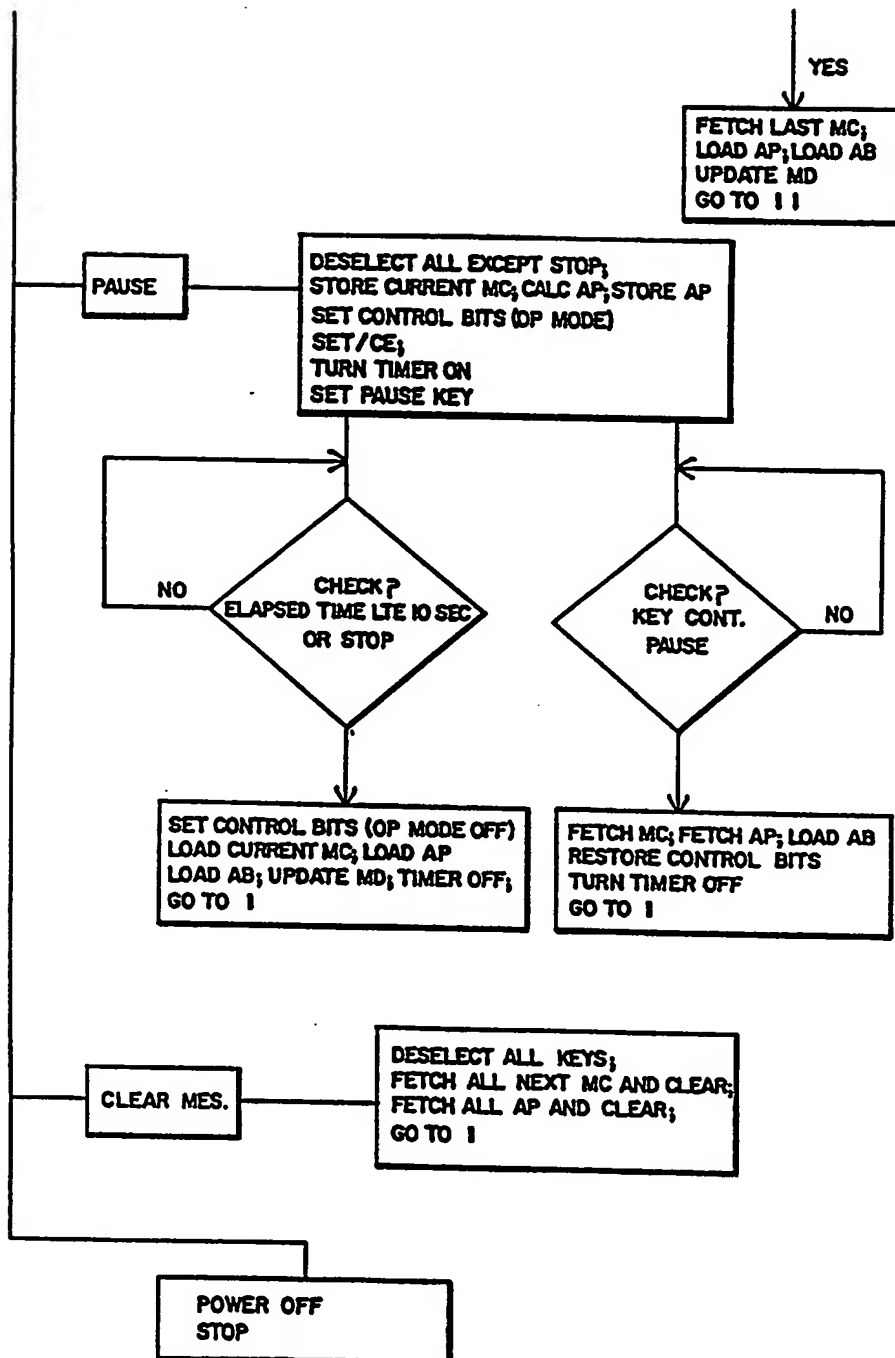 YES
FETCH LAST MC;
LOAD AP; LOAD AB
UPDATE MD
GO TO 11
PAUSE
DESELECT ALL EXCEPT STOP;
STORE CURRENT MC; CALC AP; STORE AP
SET CONTROL BITS (OP MODE)
SET/CE;
TURN TIMER ON
SET PAUSE KEY
NO
CHECK?
ELAPSED TIME LTE 10 SEC
OR STOP
CHECK?
KEY CONT.
PAUSE
NO
SET CONTROL BITS (OP MODE OFF)
LOAD CURRENT MC; LOAD AP
LOAD AB; UPDATE MD; TIMER OFF;
GO TO 1
FETCH MC; FETCH AP; LOAD AB
RESTORE CONTROL BITS
TURN TIMER OFF
GO TO 1
CLEAR MES.
DESELECT ALL KEYS;
FETCH ALL NEXT MC AND CLEAR;
FETCH ALL AP AND CLEAR;
GO TO 1
POWER OFF
STOP